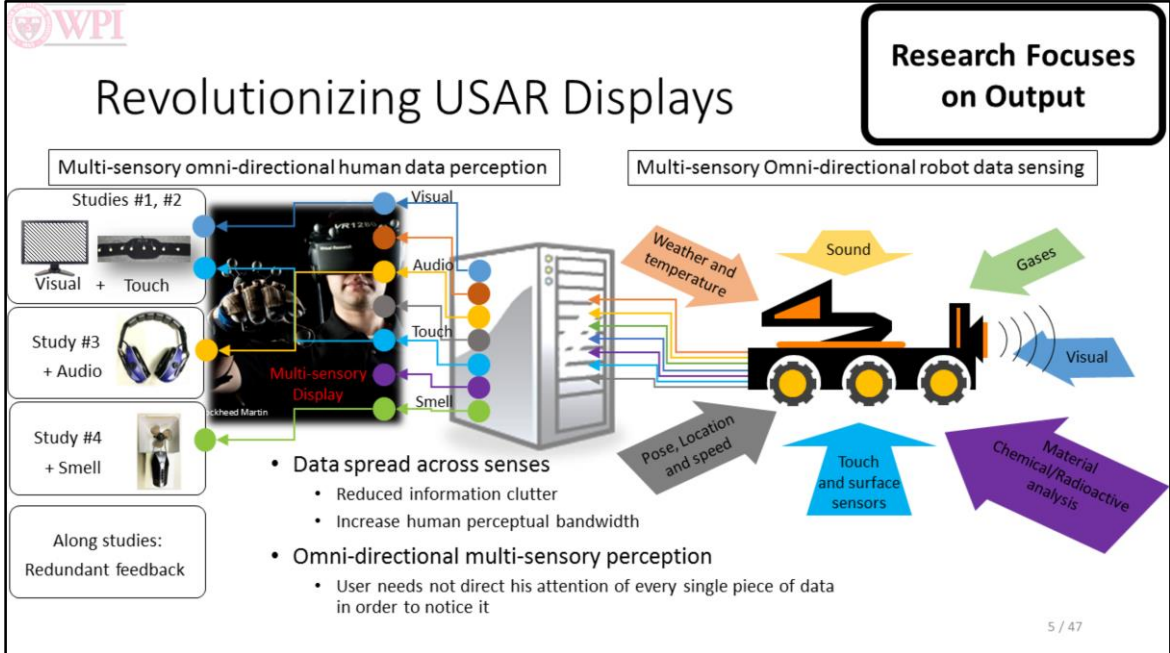 WPI
Research Focuses
on Output
Revolutionizing USAR Displays
Multi-sensory omni-directional human data perception
Multi-sensory Omni-directional robot data sensing
Studies #1, #2
Visual + Touch
Study #3
+ Audio
Study #4
+ Smell
Along studies:
Redundant feedback
Visual
Audio
Touch
Smell
Multi-sensory
Display
ockheed Martin
Weather and
temperature
Sound
Gases
Visual
Pose, Location
and speed
Touch
and surface
sensors
Material
Chemical/Radioactive
analysis
• Data spread across senses
• Reduced information clutter
• Increase human perceptual bandwidth
• Omni-directional multi-sensory perception
• User needs not direct his attention of every single piece of data
in order to notice it
5 / 47